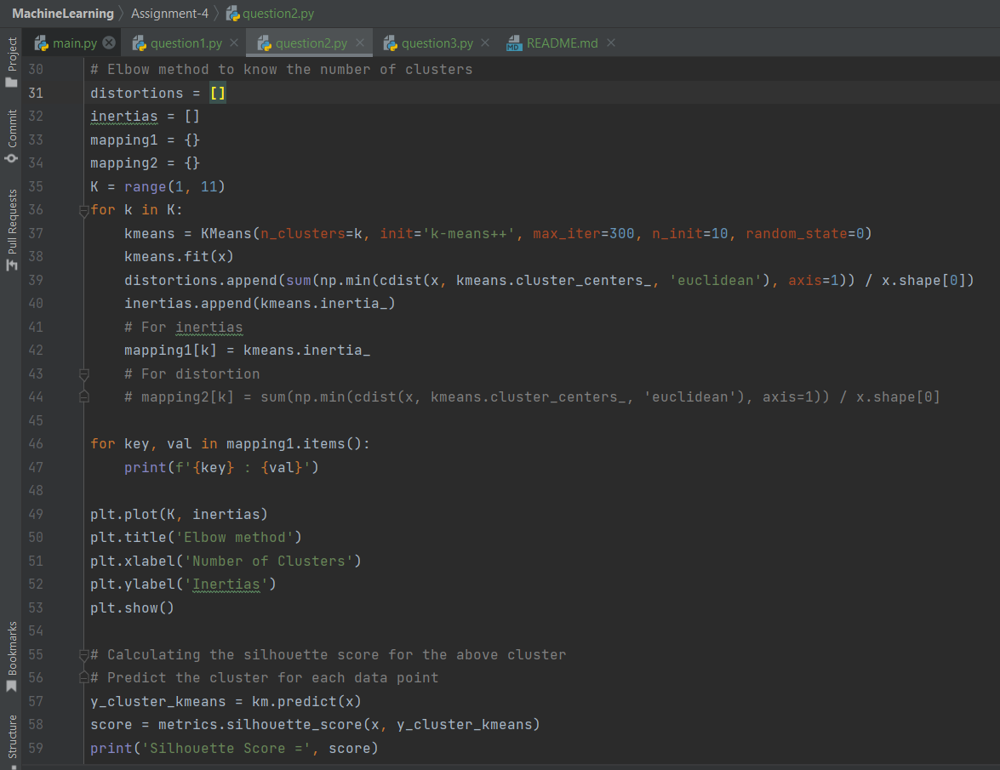 MachineLearning Assignment-4 question2.py
main.py question1.py question2.py question3.py README.md
Project
Commit
Pull Requests
Bookmarks
Structure
30 # Elbow method to know the number of clusters
31 distortions = []
32 inertias = []
33 mapping1 = {}
34 mapping2 = {}
35 K = range(1, 11)
36 for k in K:
37     kmeans = KMeans(n_clusters=k, init='k-means++', max_iter=300, n_init=10, random_state=0)
38     kmeans.fit(x)
39     distortions.append(sum(np.min(cdist(x, kmeans.cluster_centers_, 'euclidean'), axis=1)) / x.shape[0])
40     inertias.append(kmeans.inertia_)
41     # For inertias
42     mapping1[k] = kmeans.inertia_
43     # For distortion
44     # mapping2[k] = sum(np.min(cdist(x, kmeans.cluster_centers_, 'euclidean'), axis=1)) / x.shape[0]
45
46 for key, val in mapping1.items():
47     print(f'{key} : {val}')
48
49 plt.plot(K, inertias)
50 plt.title('Elbow method')
51 plt.xlabel('Number of Clusters')
52 plt.ylabel('Inertias')
53 plt.show()
54
55 # Calculating the silhouette score for the above cluster
56 # Predict the cluster for each data point
57 y_cluster_kmeans = km.predict(x)
58 score = metrics.silhouette_score(x, y_cluster_kmeans)
59 print('Silhouette Score =', score)